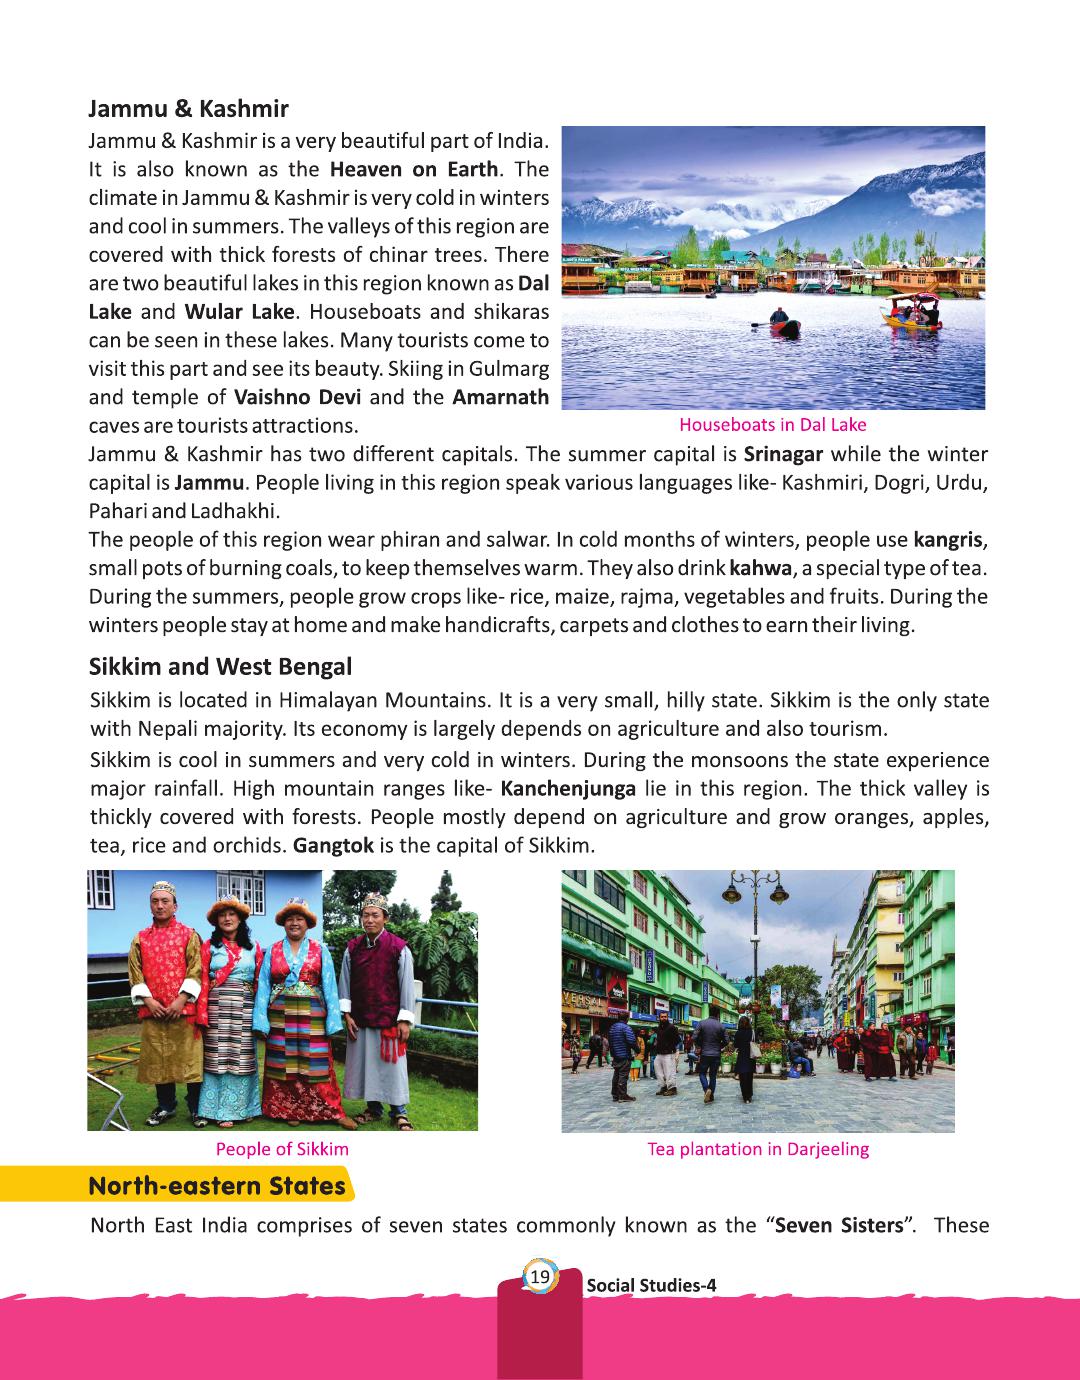 Jammu & Kashmir
Jammu & Kashmir is a very beautiful part of India.
It is also known as the Heaven on Earth. The
climate in Jammu & Kashmir is very cold in winters
and cool in summers. The valleys of this region are
covered with thick forests of chinar trees. There
are two beautiful lakes in this region known as Dal
Lake and Wular Lake. Houseboats and shikaras
can be seen in these lakes. Many tourists come to
visit this part and see its beauty. Skiing in Gulmarg
and temple of Vaishno Devi and the Amarnath
caves are tourists attractions.
Houseboats in Dal Lake
Jammu & Kashmir has two different capitals. The summer capital is Srinagar while the winter
capital is Jammu. People living in this region speak various languages like- Kashmiri, Dogri, Urdu,
Pahari and Ladhakhi.
The people of this region wear phiran and salwar. In cold months of winters, people use kangris,
small pots of burning coals, to keep themselves warm. They also drink kahwa, a special type of tea.
During the summers, people grow crops like- rice, maize, rajma, vegetables and fruits. During the
winters people stay at home and make handicrafts, carpets and clothes to earn their living.
Sikkim and West Bengal
Sikkim is located in Himalayan Mountains. It is a very small, hilly state. Sikkim is the only state
with Nepali majority. Its economy is largely depends on agriculture and also tourism.
Sikkim is cool in summers and very cold in winters. During the monsoons the state experience
major rainfall. High mountain ranges like- Kanchenjunga lie in this region. The thick valley is
thickly covered with forests. People mostly depend on agriculture and grow oranges, apples,
tea, rice and orchids. Gangtok is the capital of Sikkim.
People of Sikkim
Tea plantation in Darjeeling
North-eastern States
North East India comprises of seven states commonly known as the “Seven Sisters”. These
19
Social Studies-4